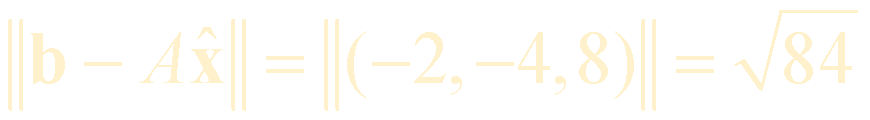 ‖b − Ax̂‖ = ‖(−2, −4, 8)‖ = √84